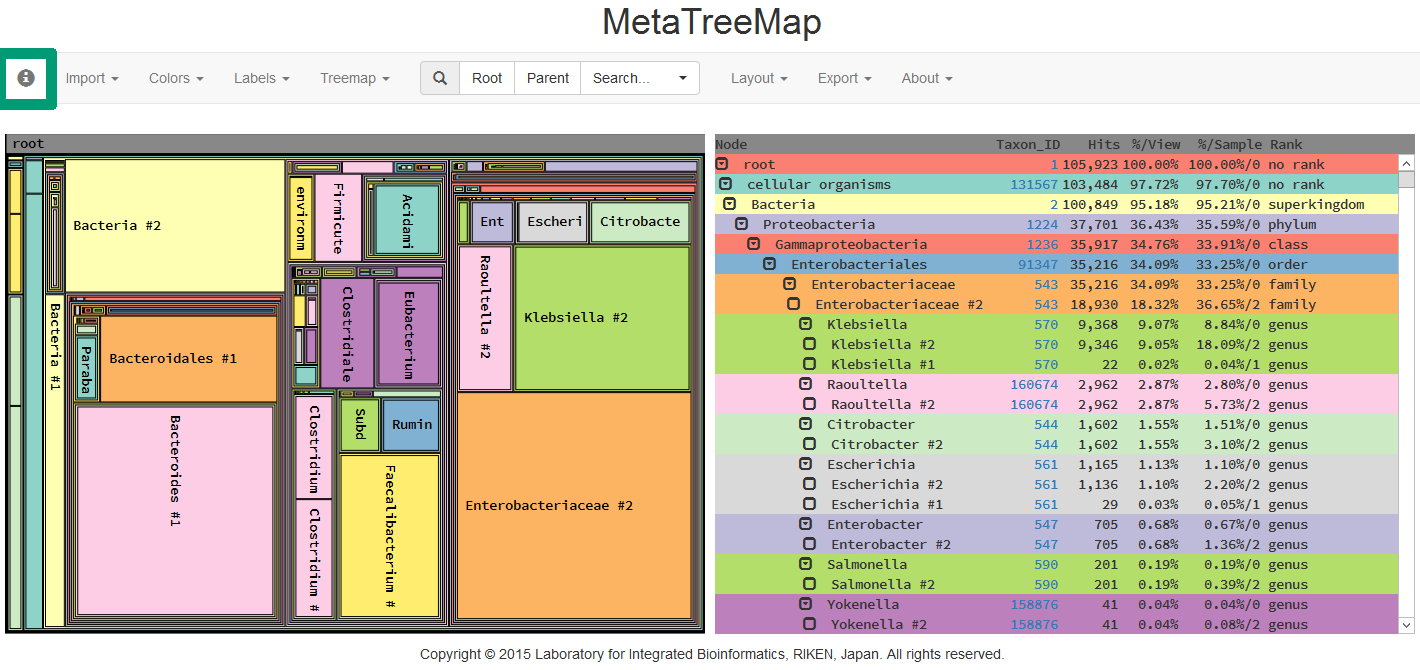 MetaTreeMap
Import Colors Labels Treemap Root Parent Search... Layout Export About
root
Bacteria #2
Bacteria #1
Paraba
Bacteroidales #1
Bacteroides #1
environm
Firmicute
Acidami
Clostridiale
Eubacterium
Clostridium
Clostridium #
Subd
Rumin
Faecalibacterium #
Ent
Escheri
Citrobacte
Raoultella #2
Klebsiella #2
Enterobacteriaceae #2
Node Taxon_ID Hits %/View %/Sample Rank
root 1 105,923 100.00% 100.00%/0 no rank
cellular organisms 131567 103,484 97.72% 97.70%/0 no rank
Bacteria 2 100,849 95.18% 95.21%/0 superkingdom
Proteobacteria 1224 37,701 36.43% 35.59%/0 phylum
Gammaproteobacteria 1236 35,917 34.76% 33.91%/0 class
Enterobacteriales 91347 35,216 34.09% 33.25%/0 order
Enterobacteriaceae 543 35,216 34.09% 33.25%/0 family
Enterobacteriaceae #2 543 18,930 18.32% 36.65%/2 family
Klebsiella 570 9,368 9.07% 8.84%/0 genus
Klebsiella #2 570 9,346 9.05% 18.09%/2 genus
Klebsiella #1 570 22 0.02% 0.04%/1 genus
Raoultella 160674 2,962 2.87% 2.80%/0 genus
Raoultella #2 160674 2,962 2.87% 5.73%/2 genus
Citrobacter 544 1,602 1.55% 1.51%/0 genus
Citrobacter #2 544 1,602 1.55% 3.10%/2 genus
Escherichia 561 1,165 1.13% 1.10%/0 genus
Escherichia #2 561 1,136 1.10% 2.20%/2 genus
Escherichia #1 561 29 0.03% 0.05%/1 genus
Enterobacter 547 705 0.68% 0.67%/0 genus
Enterobacter #2 547 705 0.68% 1.36%/2 genus
Salmonella 590 201 0.19% 0.19%/0 genus
Salmonella #2 590 201 0.19% 0.39%/2 genus
Yokenella 158876 41 0.04% 0.04%/0 genus
Yokenella #2 158876 41 0.04% 0.08%/2 genus
Copyright © 2015 Laboratory for Integrated Bioinformatics, RIKEN, Japan. All rights reserved.